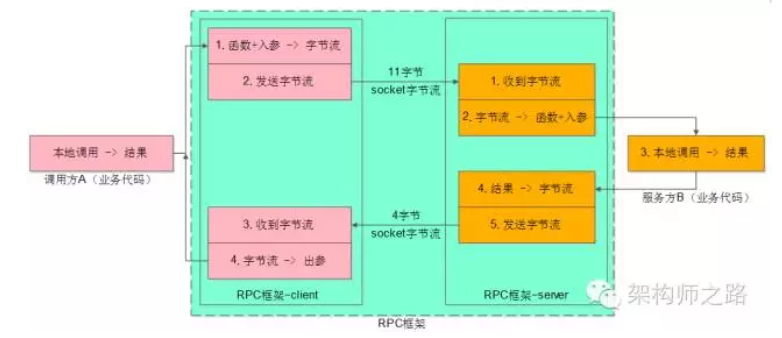 1. 函数+入参 -> 字节流
2. 发送字节流
11字节
socket字节流
1. 收到字节流
2. 字节流 -> 函数+入参
本地调用 -> 结果
调用方A（业务代码）
3. 本地调用 -> 结果
服务方B（业务代码）
4. 结果 -> 字节流
5. 发送字节流
4字节
socket字节流
3. 收到字节流
4. 字节流 -> 出参
RPC框架-client
RPC框架-server
RPC框架
架构师之路